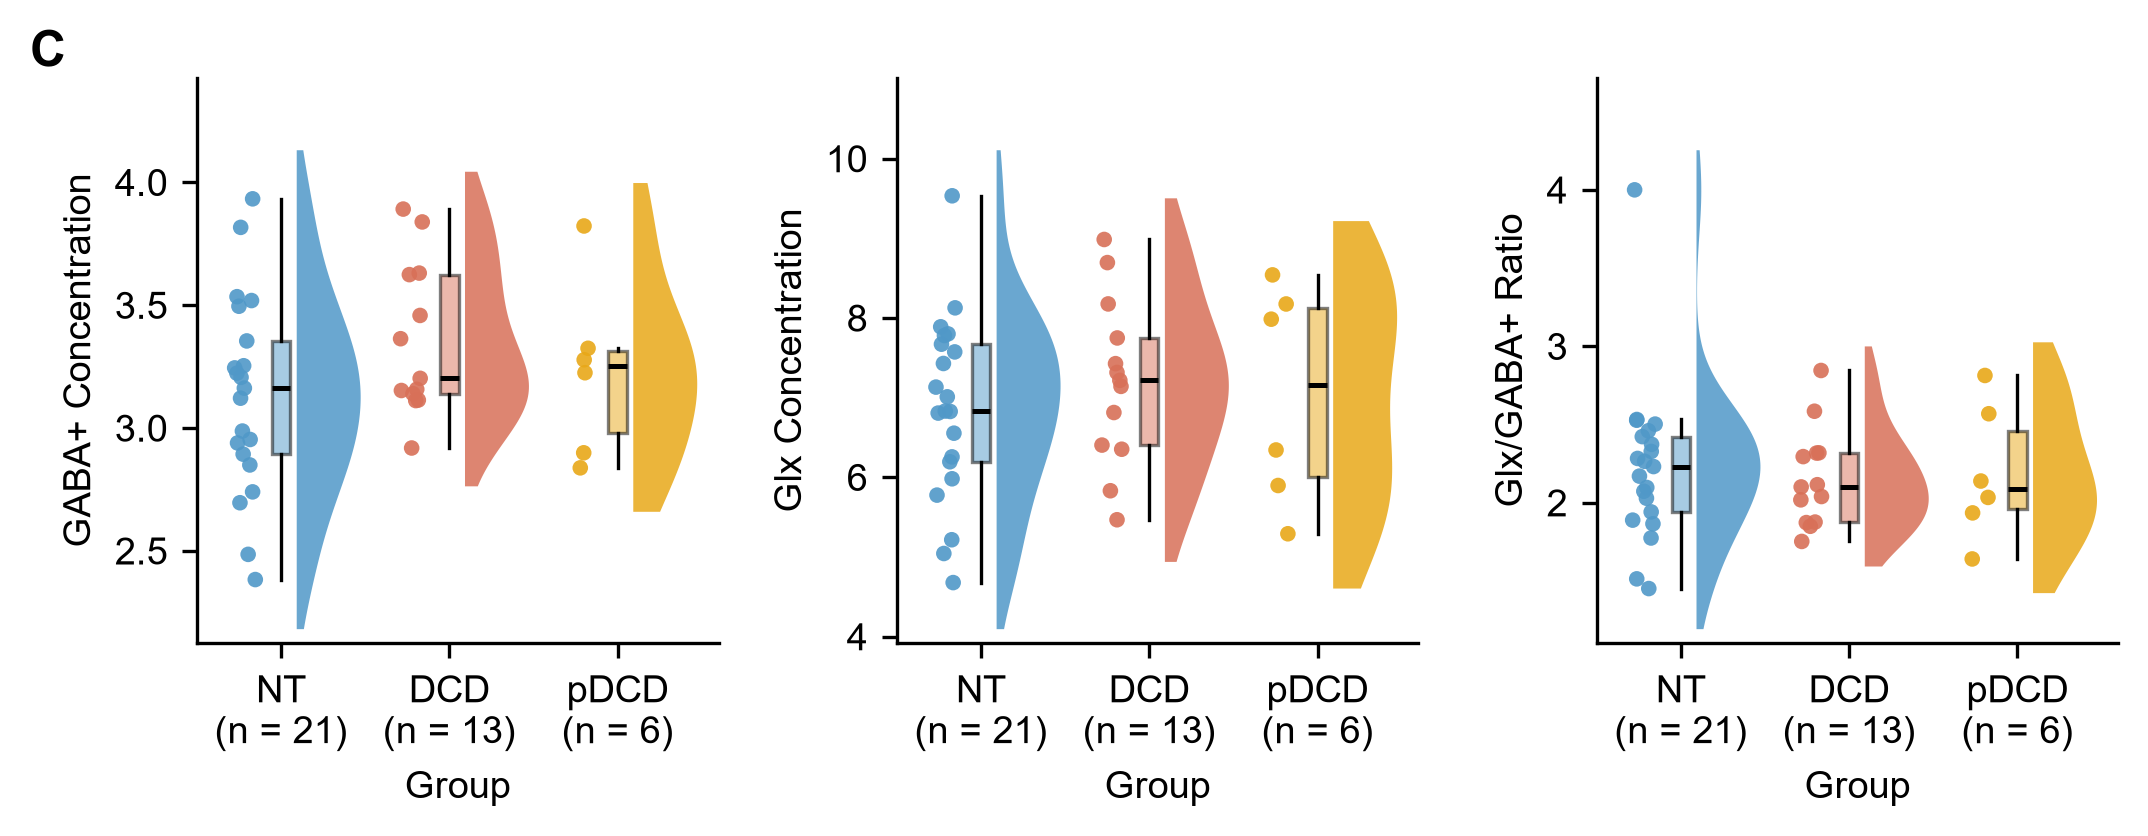 C
GABA+ Concentration
4.0
3.5
3.0
2.5
NT
(n = 21)
DCD
(n = 13)
pDCD
(n = 6)
Group
Glx Concentration
10
8
6
4
NT
(n = 21)
DCD
(n = 13)
pDCD
(n = 6)
Group
Glx/GABA+ Ratio
4
3
2
NT
(n = 21)
DCD
(n = 13)
pDCD
(n = 6)
Group